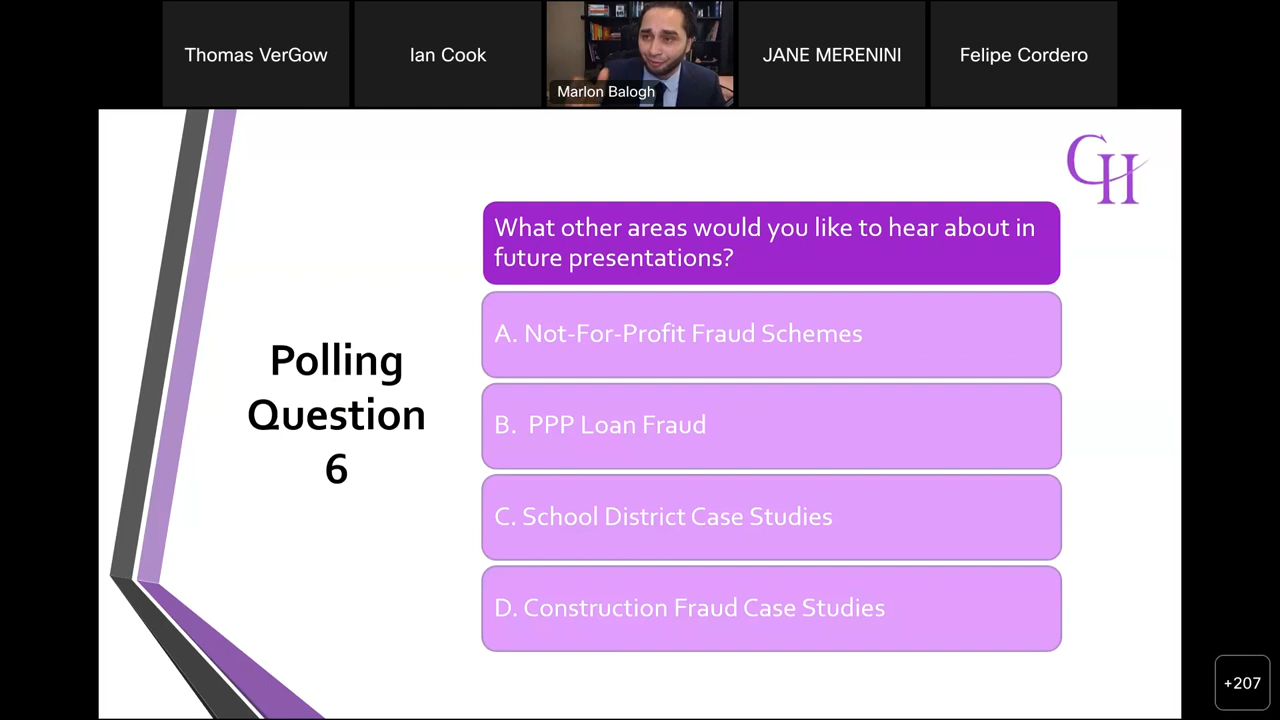 Thomas VerGow
Ian Cook
Marlon Balogh
JANE MERENINI
Felipe Cordero
CH
What other areas would you like to hear about in
future presentations?
Polling
Question
6
A. Not-For-Profit Fraud Schemes
B. PPP Loan Fraud
C. School District Case Studies
D. Construction Fraud Case Studies
+207